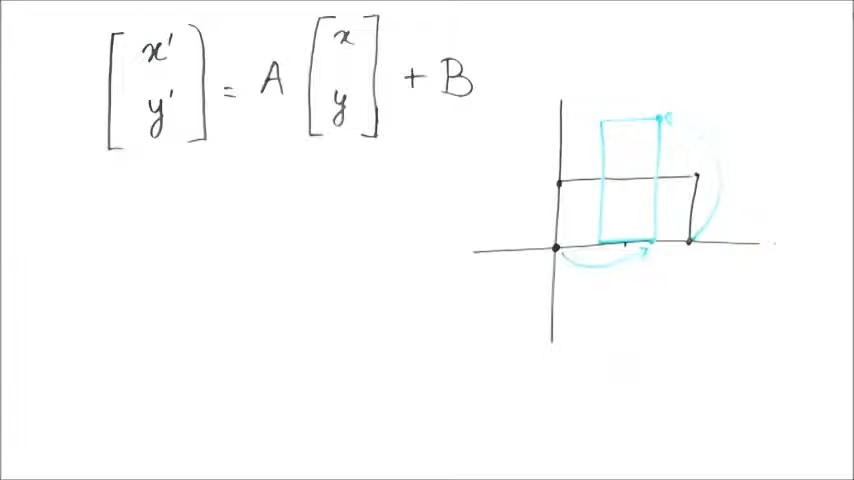 [x' y'] = A [x y] + B